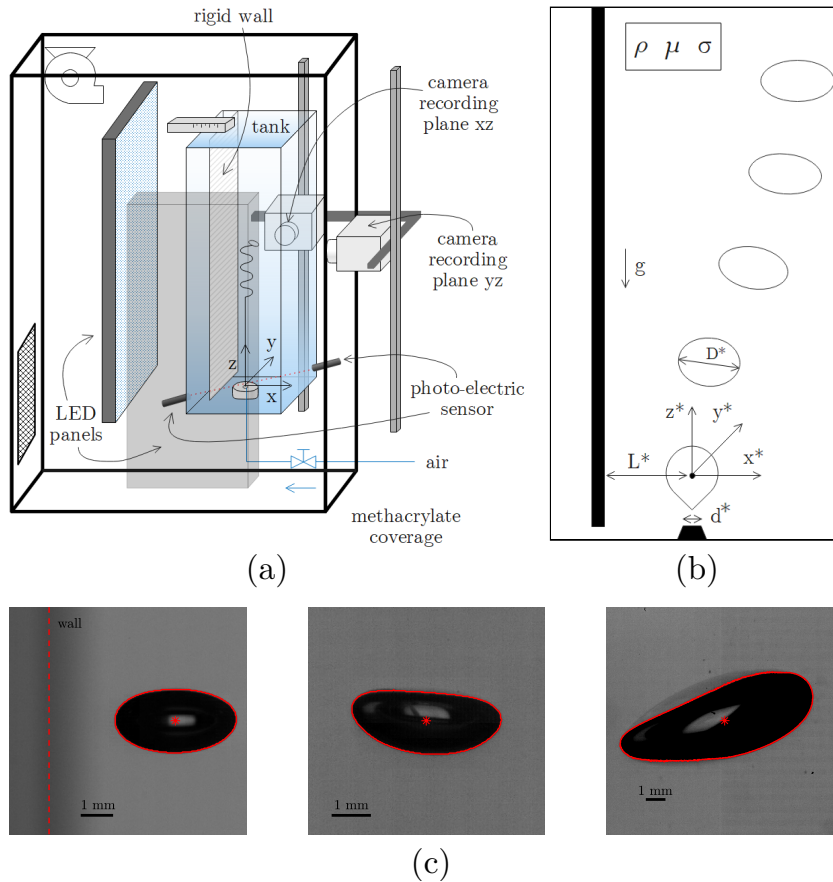 rigid wall
camera
recording
plane xz
tank
camera
recording
plane yz
z
y
x
photo-electric
sensor
LED
panels
air
methacrylate
coverage
(a)
ρ μ σ
g
D*
z*
y*
L*
x*
d*
(b)
wall
1 mm
1 mm
1 mm
(c)